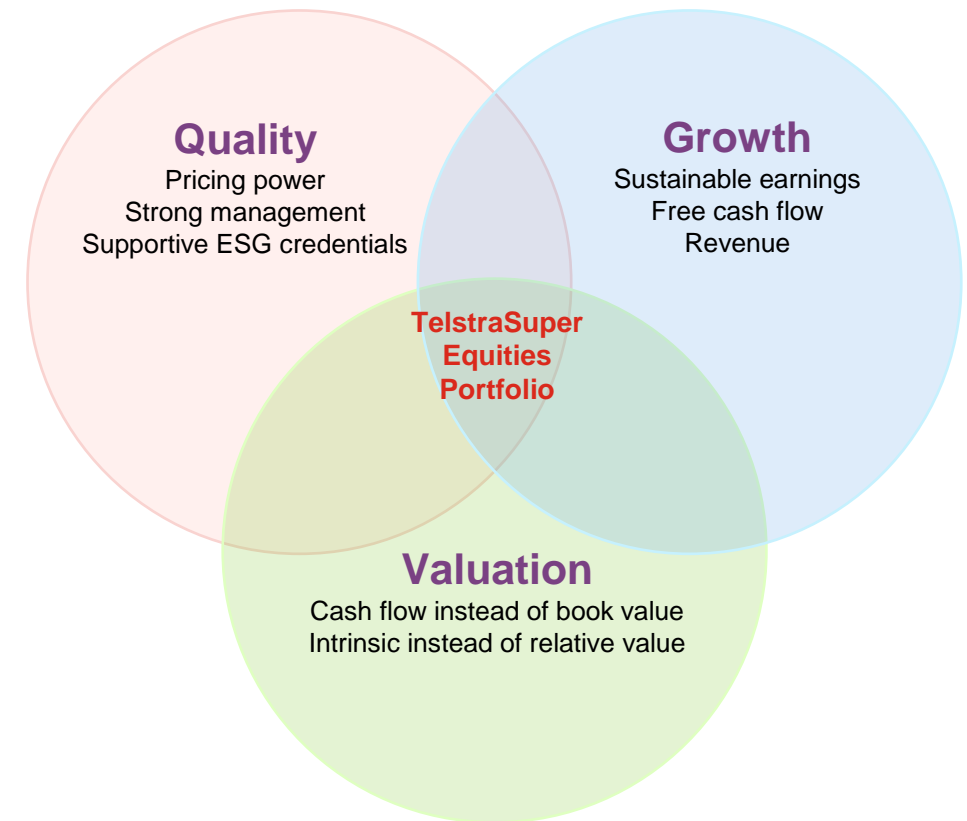 Quality
Pricing power
Strong management
Supportive ESG credentials
Growth
Sustainable earnings
Free cash flow
Revenue
TelstraSuper
Equities
Portfolio
Valuation
Cash flow instead of book value
Intrinsic instead of relative value